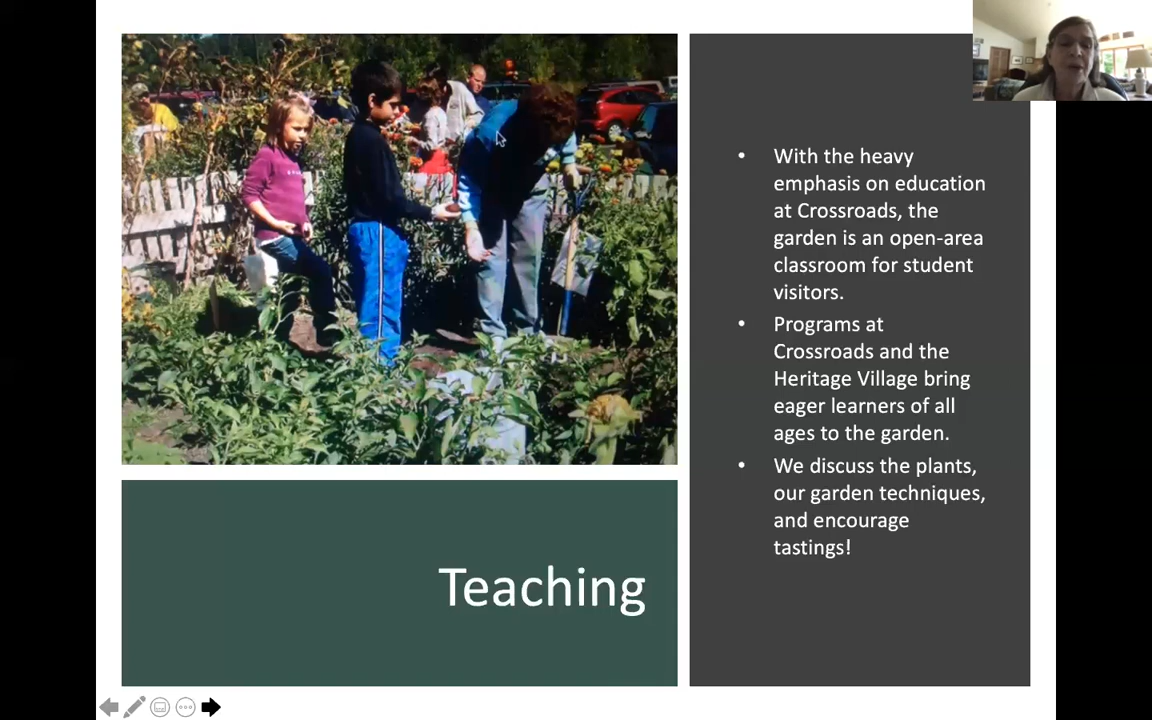 • With the heavy
emphasis on education
at Crossroads, the
garden is an open-area
classroom for student
visitors.
• Programs at
Crossroads and the
Heritage Village bring
eager learners of all
ages to the garden.
• We discuss the plants,
our garden techniques,
and encourage
tastings!
Teaching